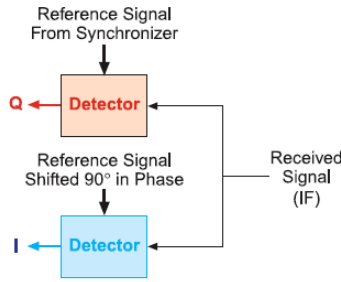 Reference Signal
From Synchronizer
Q
Detector
Reference Signal
Shifted 90° in Phase
Received
Signal
(IF)
I
Detector